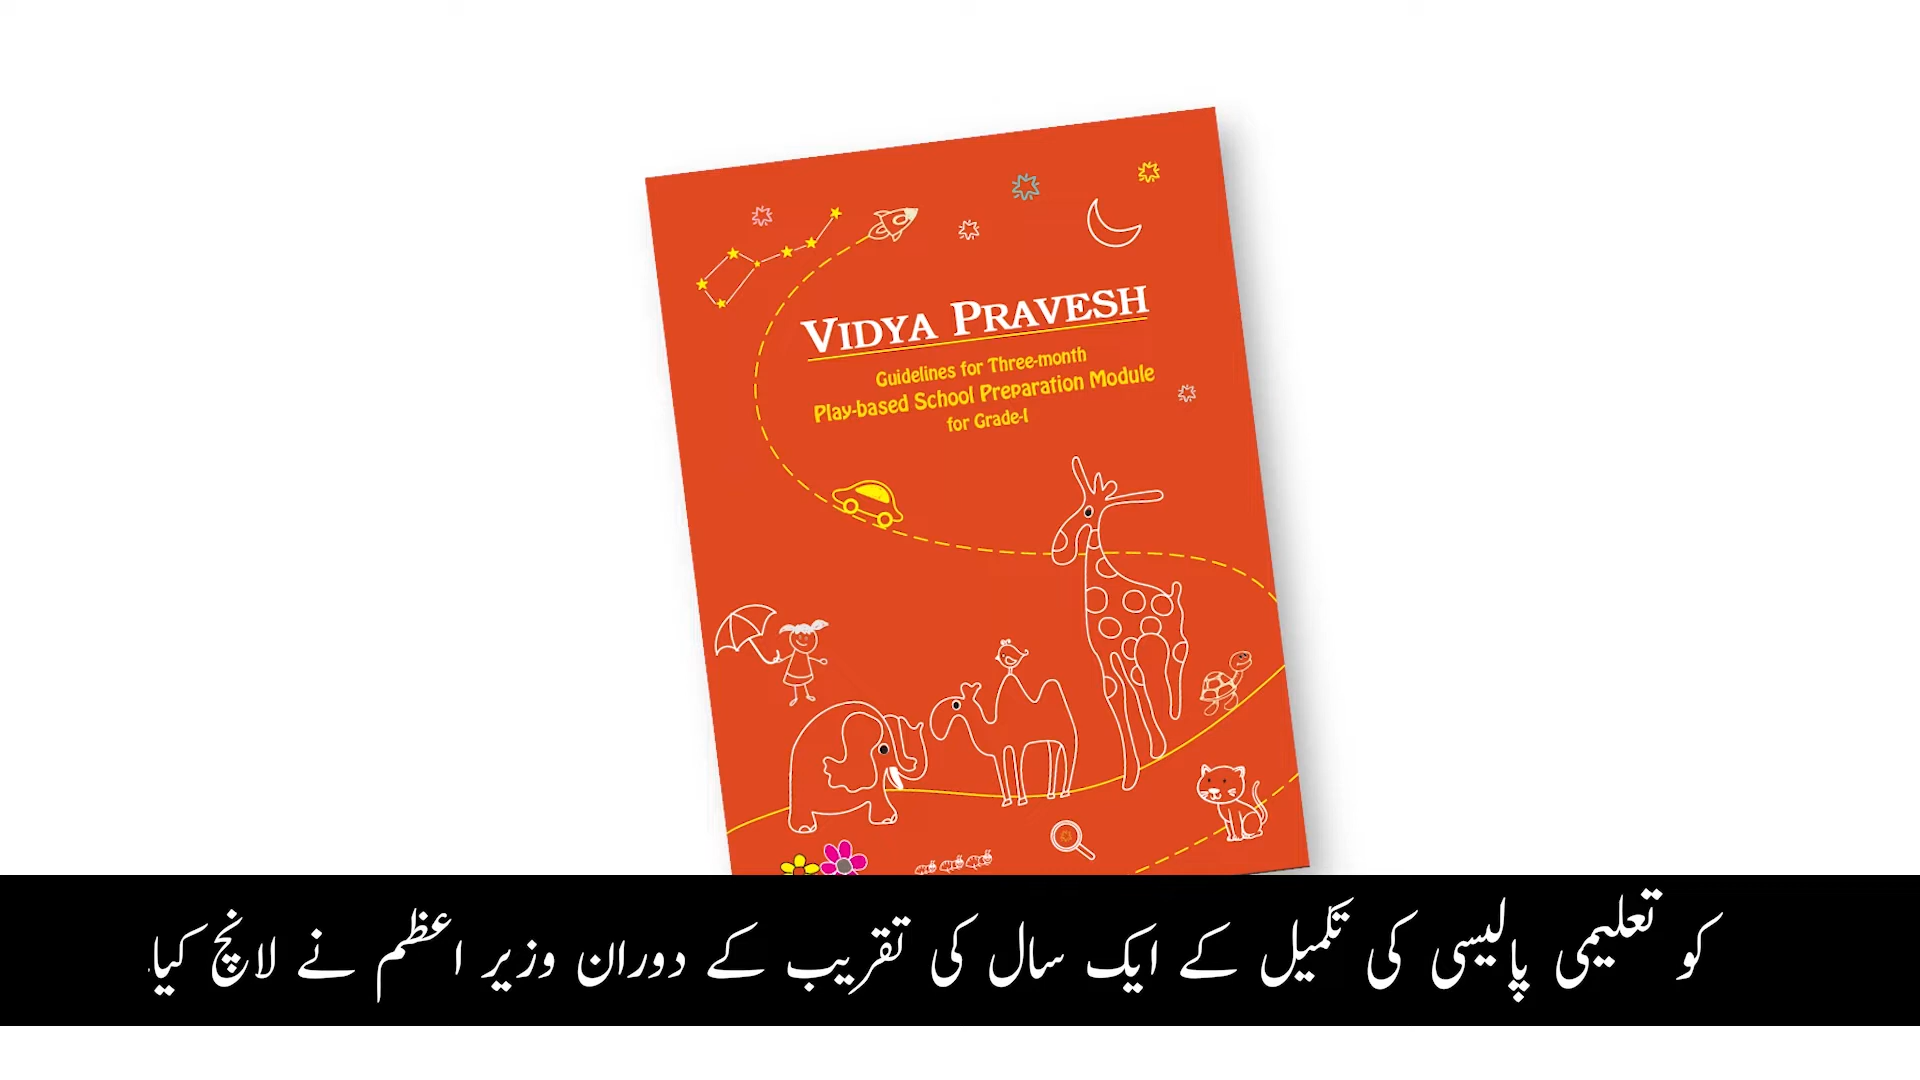 VIDYA PRAVESH
Guidelines for Three-month
Play-based School Preparation Module
for Grade-I
کو تعلیمی پالیسی کی تکمیل کے ایک سال کی تقریب کے دوران وزیر اعظم نے لانچ کیا